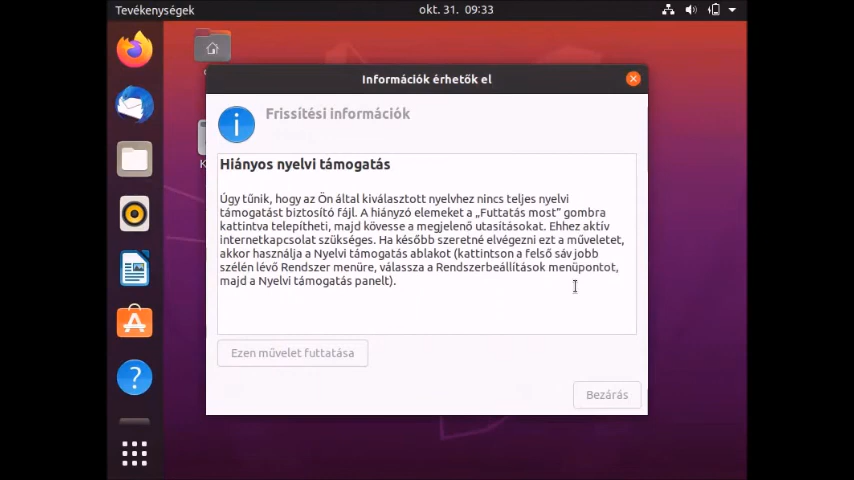 Tevékenységek
okt. 31. 09:33
Információk érhetők el
Frissítési információk
Hiányos nyelvi támogatás
Úgy tűnik, hogy az Ön által kiválasztott nyelvhez nincs teljes nyelvi
támogatást biztosító fájl. A hiányzó elemeket a „Futtatás most” gombra
kattintva telepítheti, majd kövesse a megjelenő utasításokat. Ehhez aktív
internetkapcsolat szükséges. Ha később szeretné elvégezni ezt a műveletet,
akkor használja a Nyelvi támogatás ablakot (kattintson a felső sáv jobb
szélén lévő Rendszer menüre, válassza a Rendszerbeállítások menüpontot,
majd a Nyelvi támogatás panelt).
Ezen művelet futtatása
Bezárás